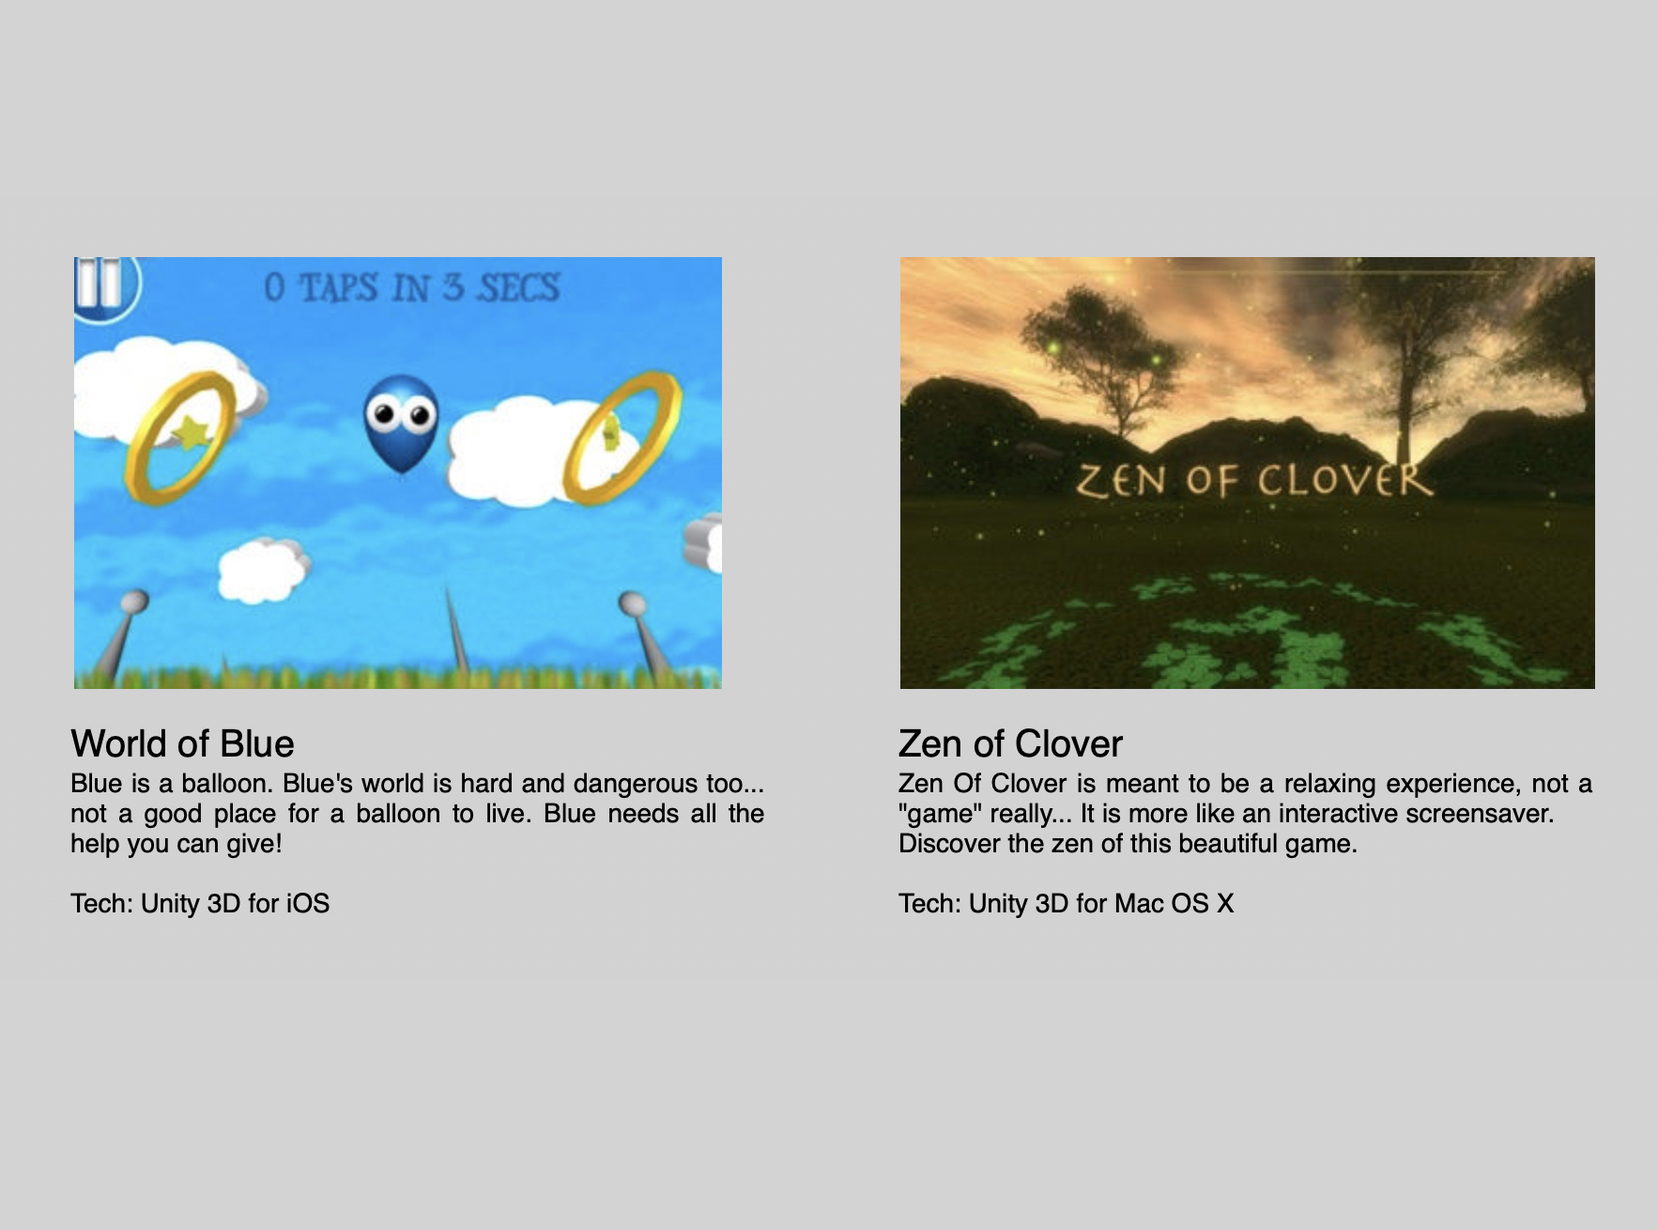 0 TAPS IN 3 SECS
World of Blue
Blue is a balloon. Blue's world is hard and dangerous too...
not a good place for a balloon to live. Blue needs all the
help you can give!
Tech: Unity 3D for iOS
ZEN OF CLOVER
Zen of Clover
Zen Of Clover is meant to be a relaxing experience, not a
"game" really... It is more like an interactive screensaver.
Discover the zen of this beautiful game.
Tech: Unity 3D for Mac OS X